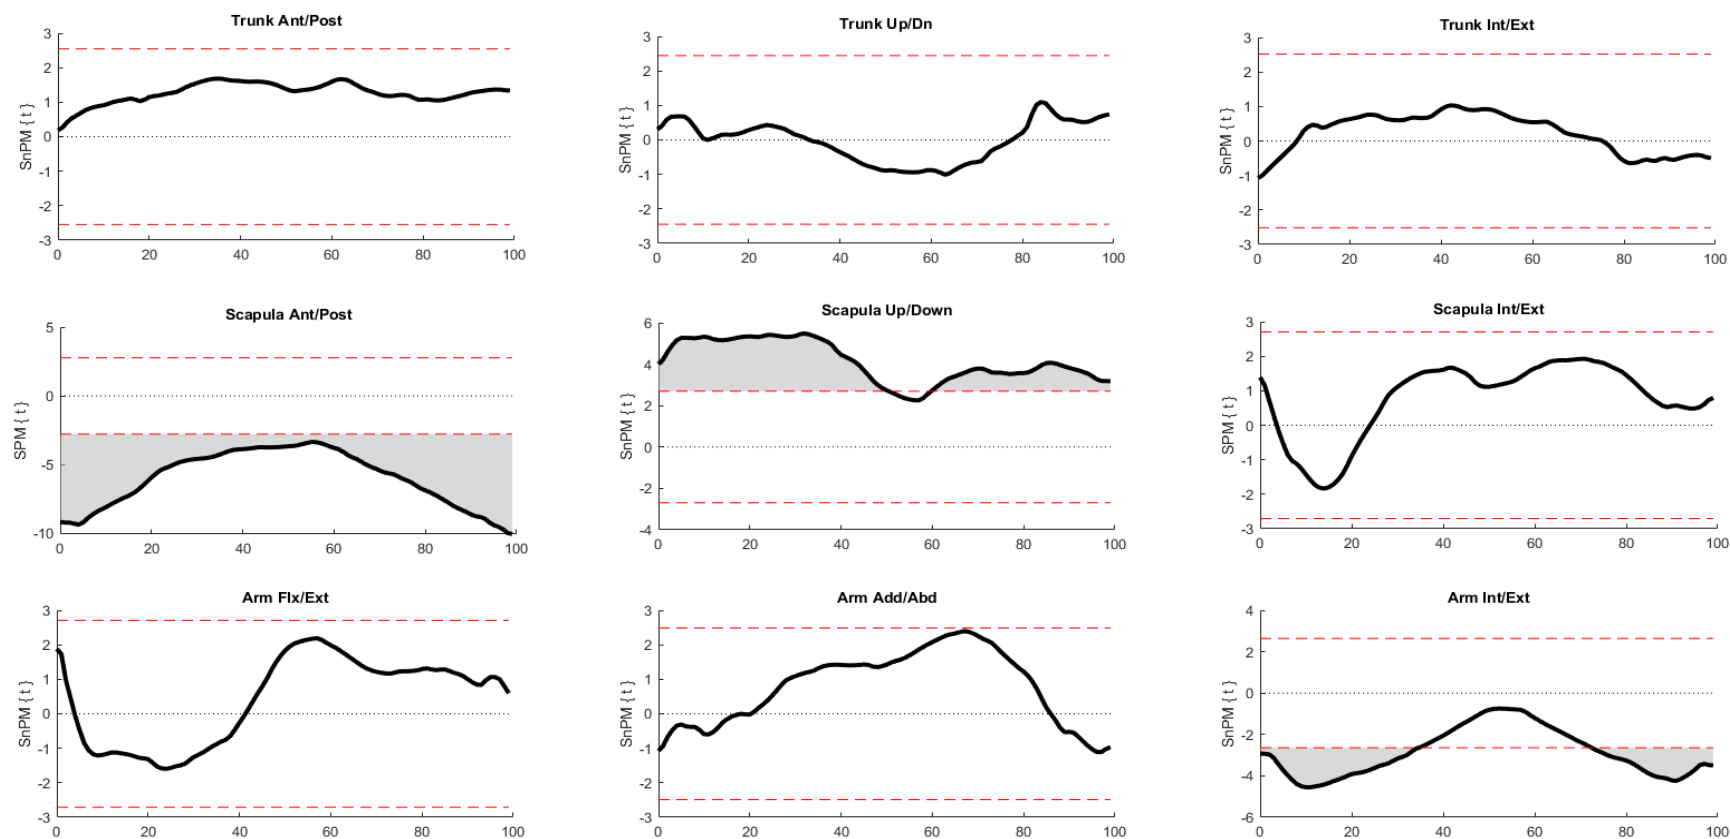 Trunk Ant/Post
SnPM { t }
3
2
1
0
-1
-2
-3
0 20 40 60 80 100
Trunk Up/Dn
SnPM { t }
3
2
1
0
-1
-2
-3
0 20 40 60 80 100
Trunk Int/Ext
SnPM { t }
3
2
1
0
-1
-2
-3
0 20 40 60 80 100
Scapula Ant/Post
SPM { t }
5
0
-5
-10
0 20 40 60 80 100
Scapula Up/Down
SnPM { t }
6
4
2
0
-2
-4
0 20 40 60 80 100
Scapula Int/Ext
SPM { t }
3
2
1
0
-1
-2
-3
0 20 40 60 80 100
Arm Flx/Ext
SnPM { t }
3
2
1
0
-1
-2
-3
0 20 40 60 80 100
Arm Add/Abd
SnPM { t }
3
2
1
0
-1
-2
-3
0 20 40 60 80 100
Arm Int/Ext
SnPM { t }
4
2
0
-2
-4
-6
0 20 40 60 80 100